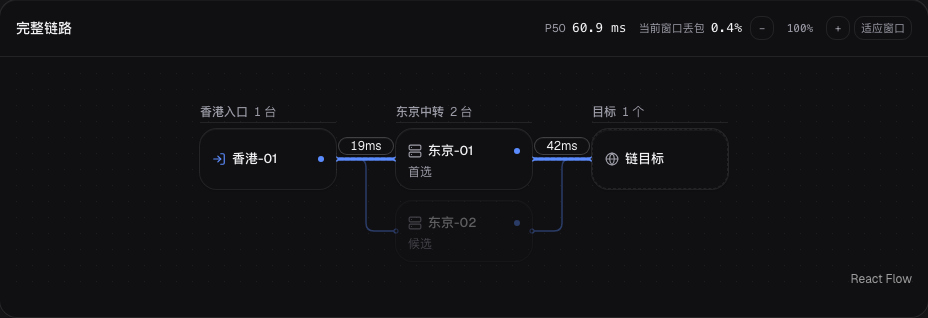 完整链路
P50 60.9 ms 当前窗口丢包 0.4% − 100% + 适应窗口
香港入口 1 台
东京中转 2 台
目标 1 个
香港-01
19ms
东京-01
首选
42ms
链目标
东京-02
候选
React Flow